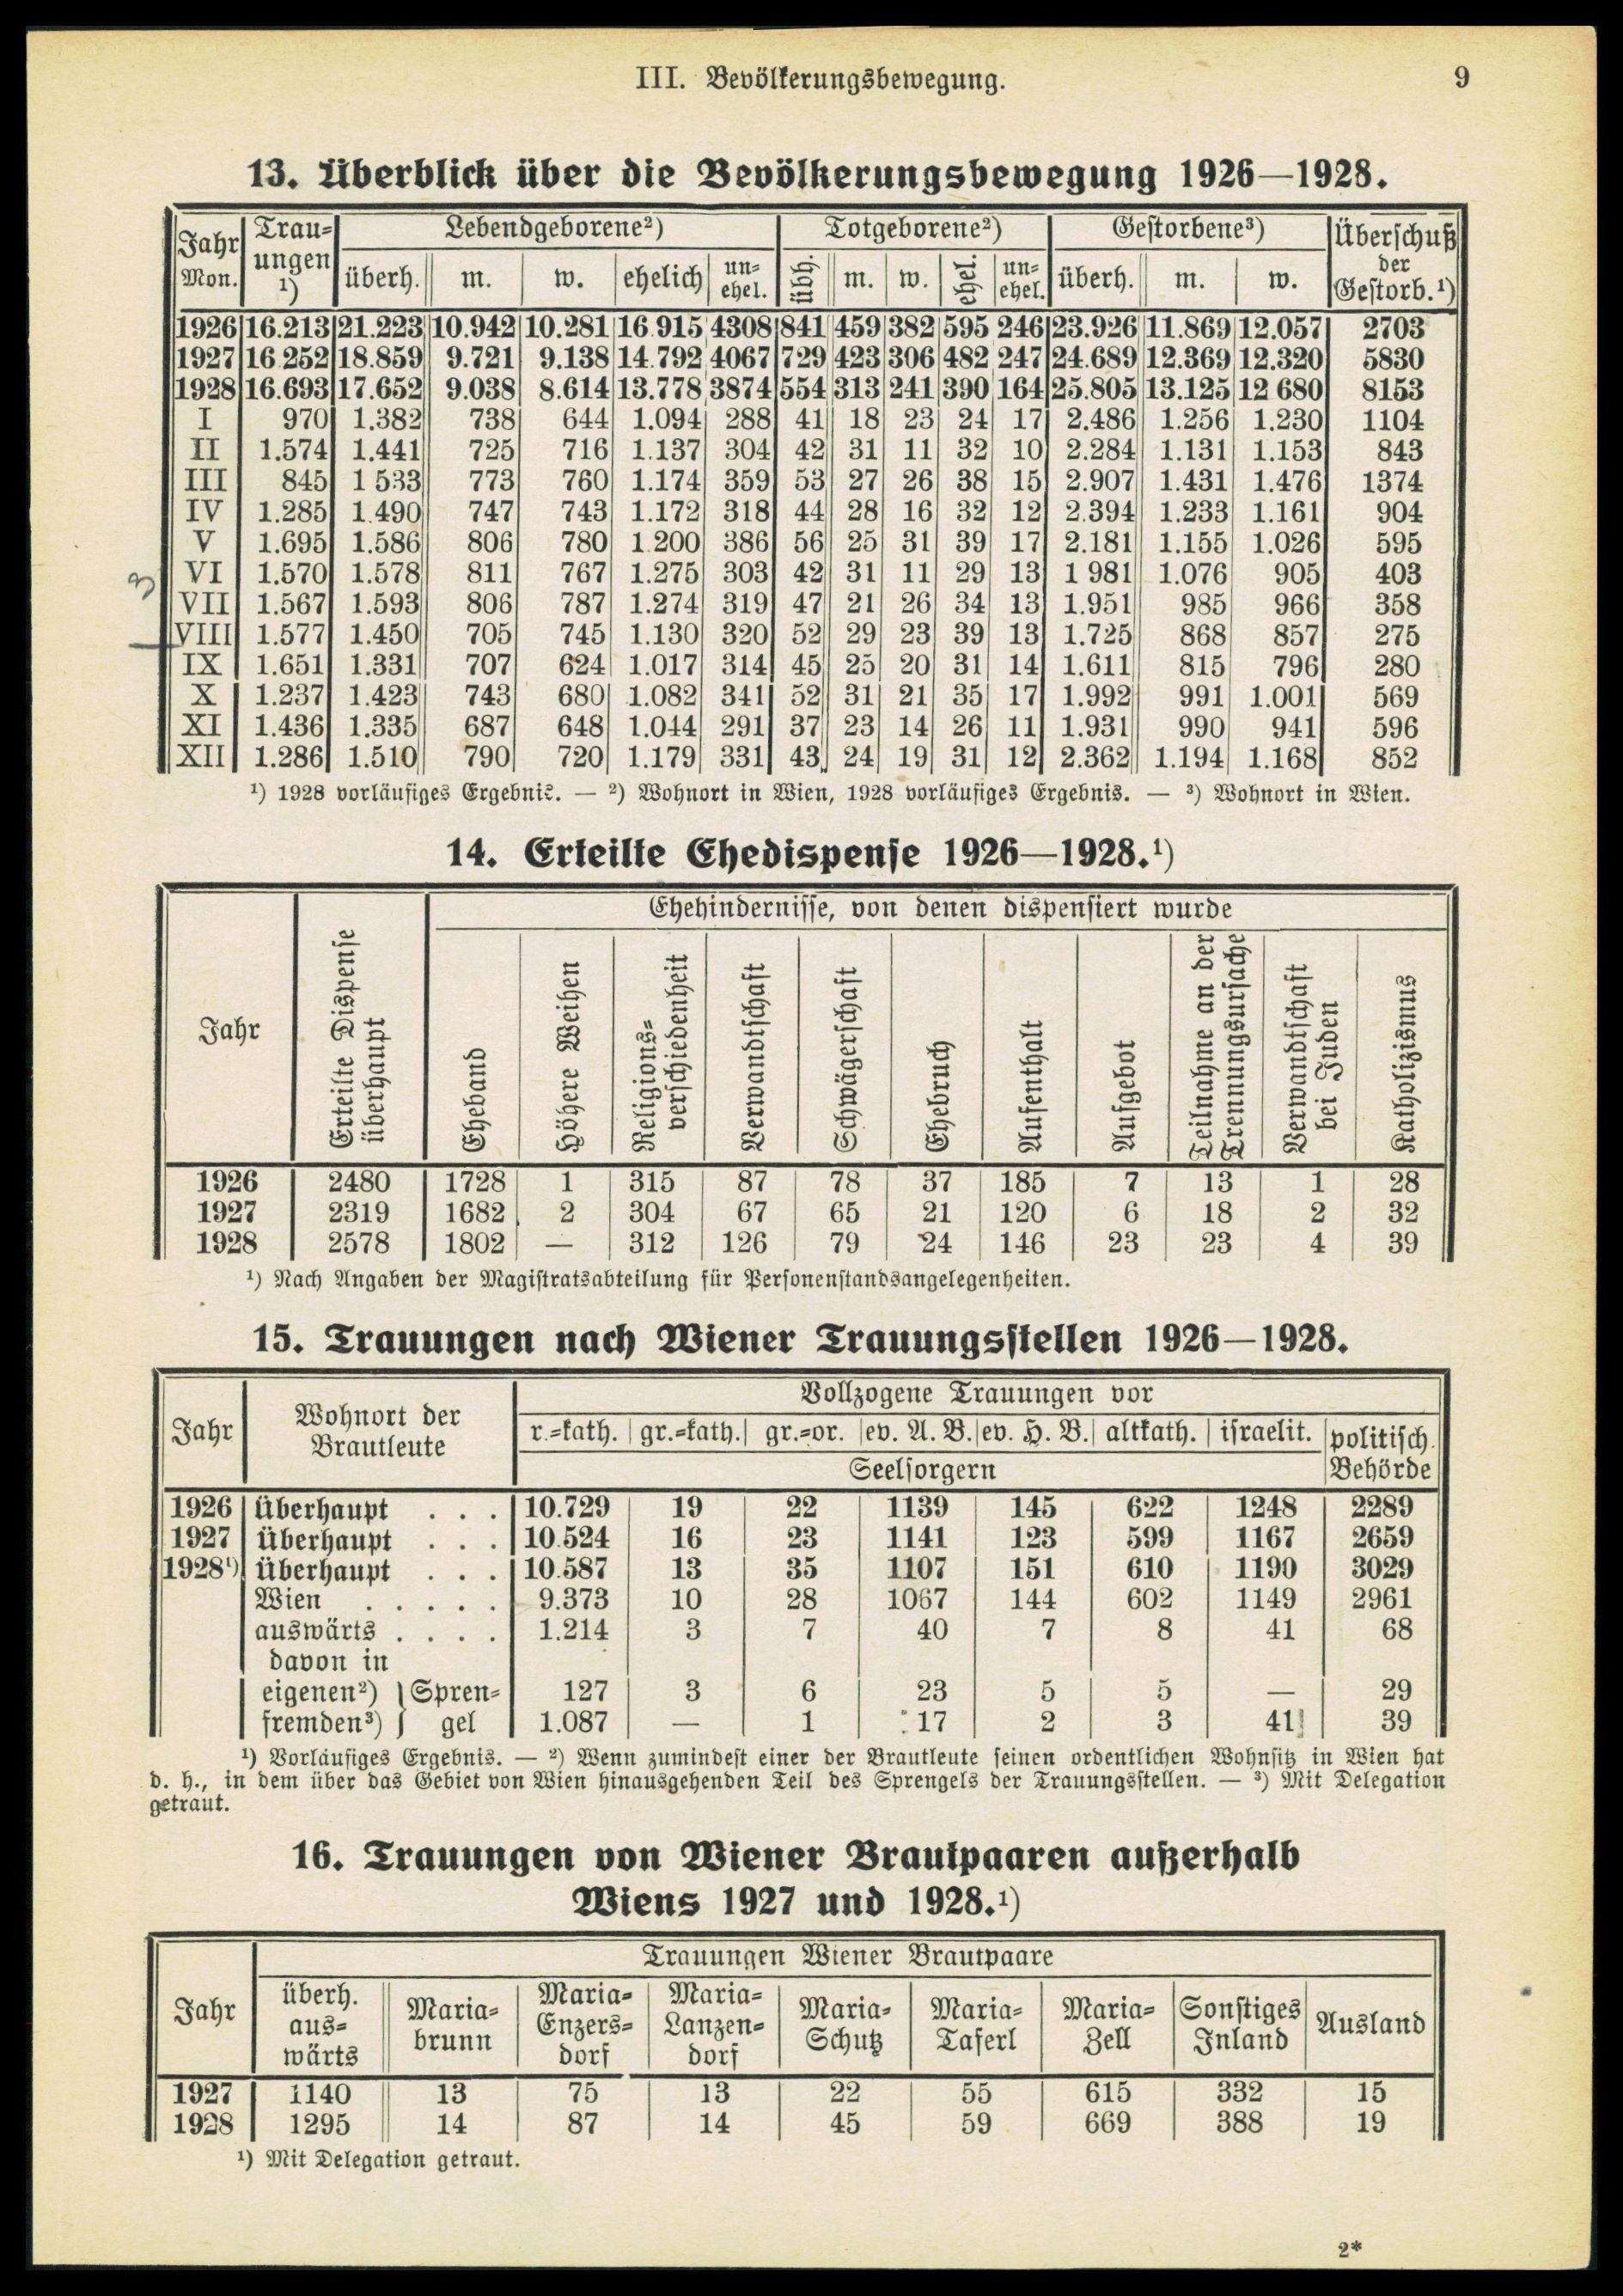 III. Bevölkerungsbewegung.
9
13. Überblick über die Bevölkerungsbewegung 1926—1928.
Jahr Mon. Trauungen ¹) Lebendgeborene²) Totgeborene²) Gestorbene³) Überschuß der Gestorb.¹)
überh. m. w. ehelich un=ehel. übh. m. w. ehel. un=ehel. überh. m. w.
1926 16.213 21.223 10.942 10.281 16.915 4308 841 459 382 595 246 23.926 11.869 12.057 2703
1927 16 252 18.859 9.721 9.138 14.792 4067 729 423 306 482 247 24.689 12.369 12.320 5830
1928 16.693 17.652 9.038 8.614 13.778 3874 554 313 241 390 164 25.805 13.125 12 680 8153
I 970 1.382 738 644 1.094 288 41 18 23 24 17 2.486 1.256 1.230 1104
II 1.574 1.441 725 716 1.137 304 42 31 11 32 10 2.284 1.131 1.153 843
III 845 1 533 773 760 1.174 359 53 27 26 38 15 2.907 1.431 1.476 1374
IV 1.285 1.490 747 743 1.172 318 44 28 16 32 12 2.394 1.233 1.161 904
V 1.695 1.586 806 780 1.200 386 56 25 31 39 17 2.181 1.155 1.026 595
VI 1.570 1.578 811 767 1.275 303 42 31 11 29 13 1 981 1.076 905 403
3
VII 1.567 1.593 806 787 1.274 319 47 21 26 34 13 1.951 985 966 358
VIII 1.577 1.450 705 745 1.130 320 52 29 23 39 13 1.725 868 857 275
IX 1.651 1.331 707 624 1.017 314 45 25 20 31 14 1.611 815 796 280
X 1.237 1.423 743 680 1.082 341 52 31 21 35 17 1.992 991 1.001 569
XI 1.436 1.335 687 648 1.044 291 37 23 14 26 11 1.931 990 941 596
XII 1.286 1.510 790 720 1.179 331 43 24 19 31 12 2.362 1.194 1.168 852
¹) 1928 vorläufiges Ergebnis. — ²) Wohnort in Wien, 1928 vorläufiges Ergebnis. — ³) Wohnort in Wien.
14. Erteilte Ehedispense 1926—1928.¹)
Ehehindernisse, von denen dispensiert wurde
Jahr Erteilte Dispense überhaupt Eheband Höhere Weihen Religions=verschiedenheit Verwandtschaft Schwägerschaft Ehebruch Aufenthalt Aufgebot Teilnahme an der Trennungsursache Verwandtschaft bei Juden Katholizismus
1926 2480 1728 1 315 87 78 37 185 7 13 1 28
1927 2319 1682 2 304 67 65 21 120 6 18 2 32
1928 2578 1802 — 312 126 79 24 146 23 23 4 39
¹) Nach Angaben der Magistratsabteilung für Personenstandsangelegenheiten.
15. Trauungen nach Wiener Trauungsstellen 1926—1928.
Jahr Wohnort der Brautleute Vollzogene Trauungen vor
r.=kath. gr.=kath. gr.=or. ev. A. B. ev. H. B. altkath. israelit. politisch. Behörde
Seelsorgern
1926 Überhaupt . . . 10.729 19 22 1139 145 622 1248 2289
1927 überhaupt . . . 10.524 16 23 1141 123 599 1167 2659
1928¹) überhaupt . . . 10.587 13 35 1107 151 610 1190 3029
Wien . . . . . 9.373 10 28 1067 144 602 1149 2961
auswärts . . . . 1.214 3 7 40 7 8 41 68
davon in
eigenen²) } Spren= 127 3 6 23 5 5 — 29
fremden³) } gel 1.087 — 1 17 2 3 41 39
¹) Vorläufiges Ergebnis. — ²) Wenn zumindest einer der Brautleute seinen ordentlichen Wohnsitz in Wien hat
d. h., in dem über das Gebiet von Wien hinausgehenden Teil des Sprengels der Trauungsstellen. — ³) Mit Delegation
getraut.
16. Trauungen von Wiener Brautpaaren außerhalb
Wiens 1927 und 1928.¹)
Trauungen Wiener Brautpaare
Jahr überh. aus=wärts Maria=brunn Maria=Enzers=dorf Maria=Lanzen=dorf Maria=Schutz Maria=Taferl Maria=Zell Sonstiges Inland Ausland
1927 1140 13 75 13 22 55 615 332 15
1928 1295 14 87 14 45 59 669 388 19
¹) Mit Delegation getraut.
2*